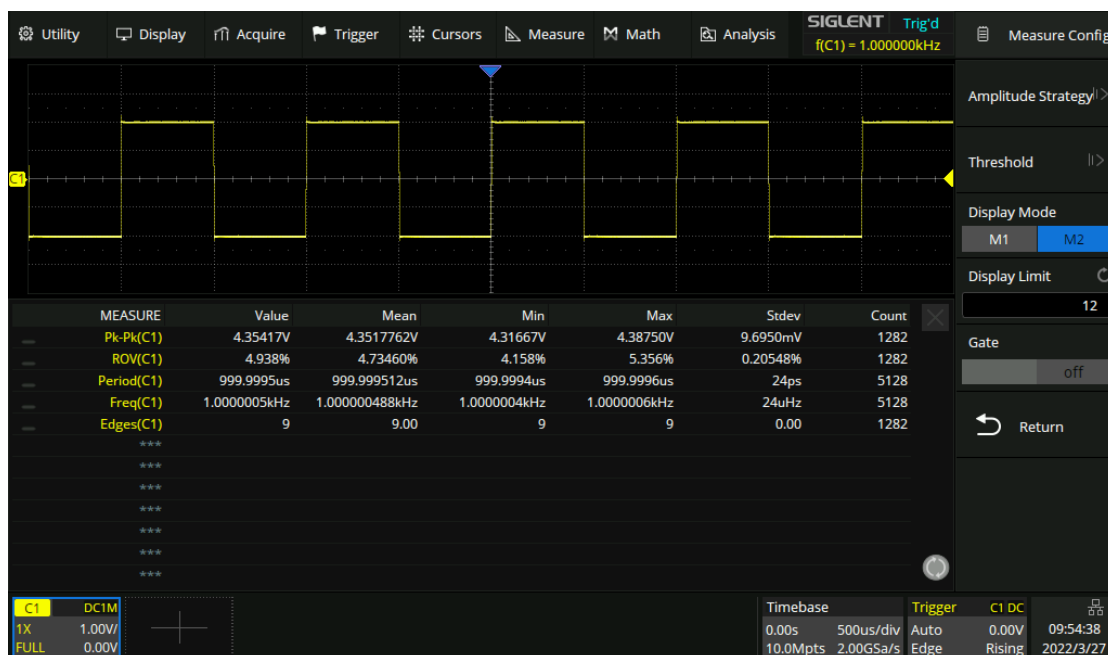 Utility Display Acquire Trigger Cursors Measure Math Analysis SIGLENT Trig'd
f(C1) = 1.000000kHz
Measure Config
Amplitude Strategy
Threshold
Display Mode
M1 M2
Display Limit
12
Gate
off
Return
C1
MEASURE Value Mean Min Max Stdev Count
Pk-Pk(C1) 4.35417V 4.3517762V 4.31667V 4.38750V 9.6950mV 1282
ROV(C1) 4.938% 4.73460% 4.158% 5.356% 0.20548% 1282
Period(C1) 999.9995us 999.999512us 999.9994us 999.9996us 24ps 5128
Freq(C1) 1.0000005kHz 1.000000488kHz 1.0000004kHz 1.0000006kHz 24uHz 5128
Edges(C1) 9 9.00 9 9 0.00 1282
***
***
***
***
***
***
***
C1 DC1M
1X 1.00V/
FULL 0.00V
Timebase
0.00s 500us/div
10.0Mpts 2.00GSa/s
Trigger C1 DC
Auto 0.00V
Edge Rising
09:54:38
2022/3/27